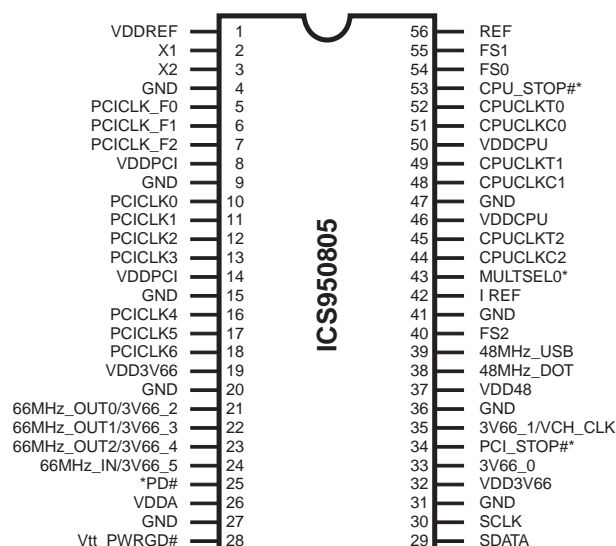 VDDREF 1 56 REF
X1 2 55 FS1
X2 3 54 FS0
GND 4 53 CPU_STOP#*
PCICLK_F0 5 52 CPUCLKT0
PCICLK_F1 6 51 CPUCLKC0
PCICLK_F2 7 50 VDDCPU
VDDPCI 8 49 CPUCLKT1
GND 9 48 CPUCLKC1
PCICLK0 10 47 GND
PCICLK1 11 46 VDDCPU
PCICLK2 12 45 CPUCLKT2
PCICLK3 13 44 CPUCLKC2
VDDPCI 14 43 MULTSEL0*
GND 15 42 I REF
PCICLK4 16 41 GND
PCICLK5 17 40 FS2
PCICLK6 18 39 48MHz_USB
VDD3V66 19 38 48MHz_DOT
GND 20 37 VDD48
66MHz_OUT0/3V66_2 21 36 GND
66MHz_OUT1/3V66_3 22 35 3V66_1/VCH_CLK
66MHz_OUT2/3V66_4 23 34 PCI_STOP#*
66MHz_IN/3V66_5 24 33 3V66_0
*PD# 25 32 VDD3V66
VDDA 26 31 GND
GND 27 30 SCLK
Vtt_PWRGD# 28 29 SDATA
ICS950805